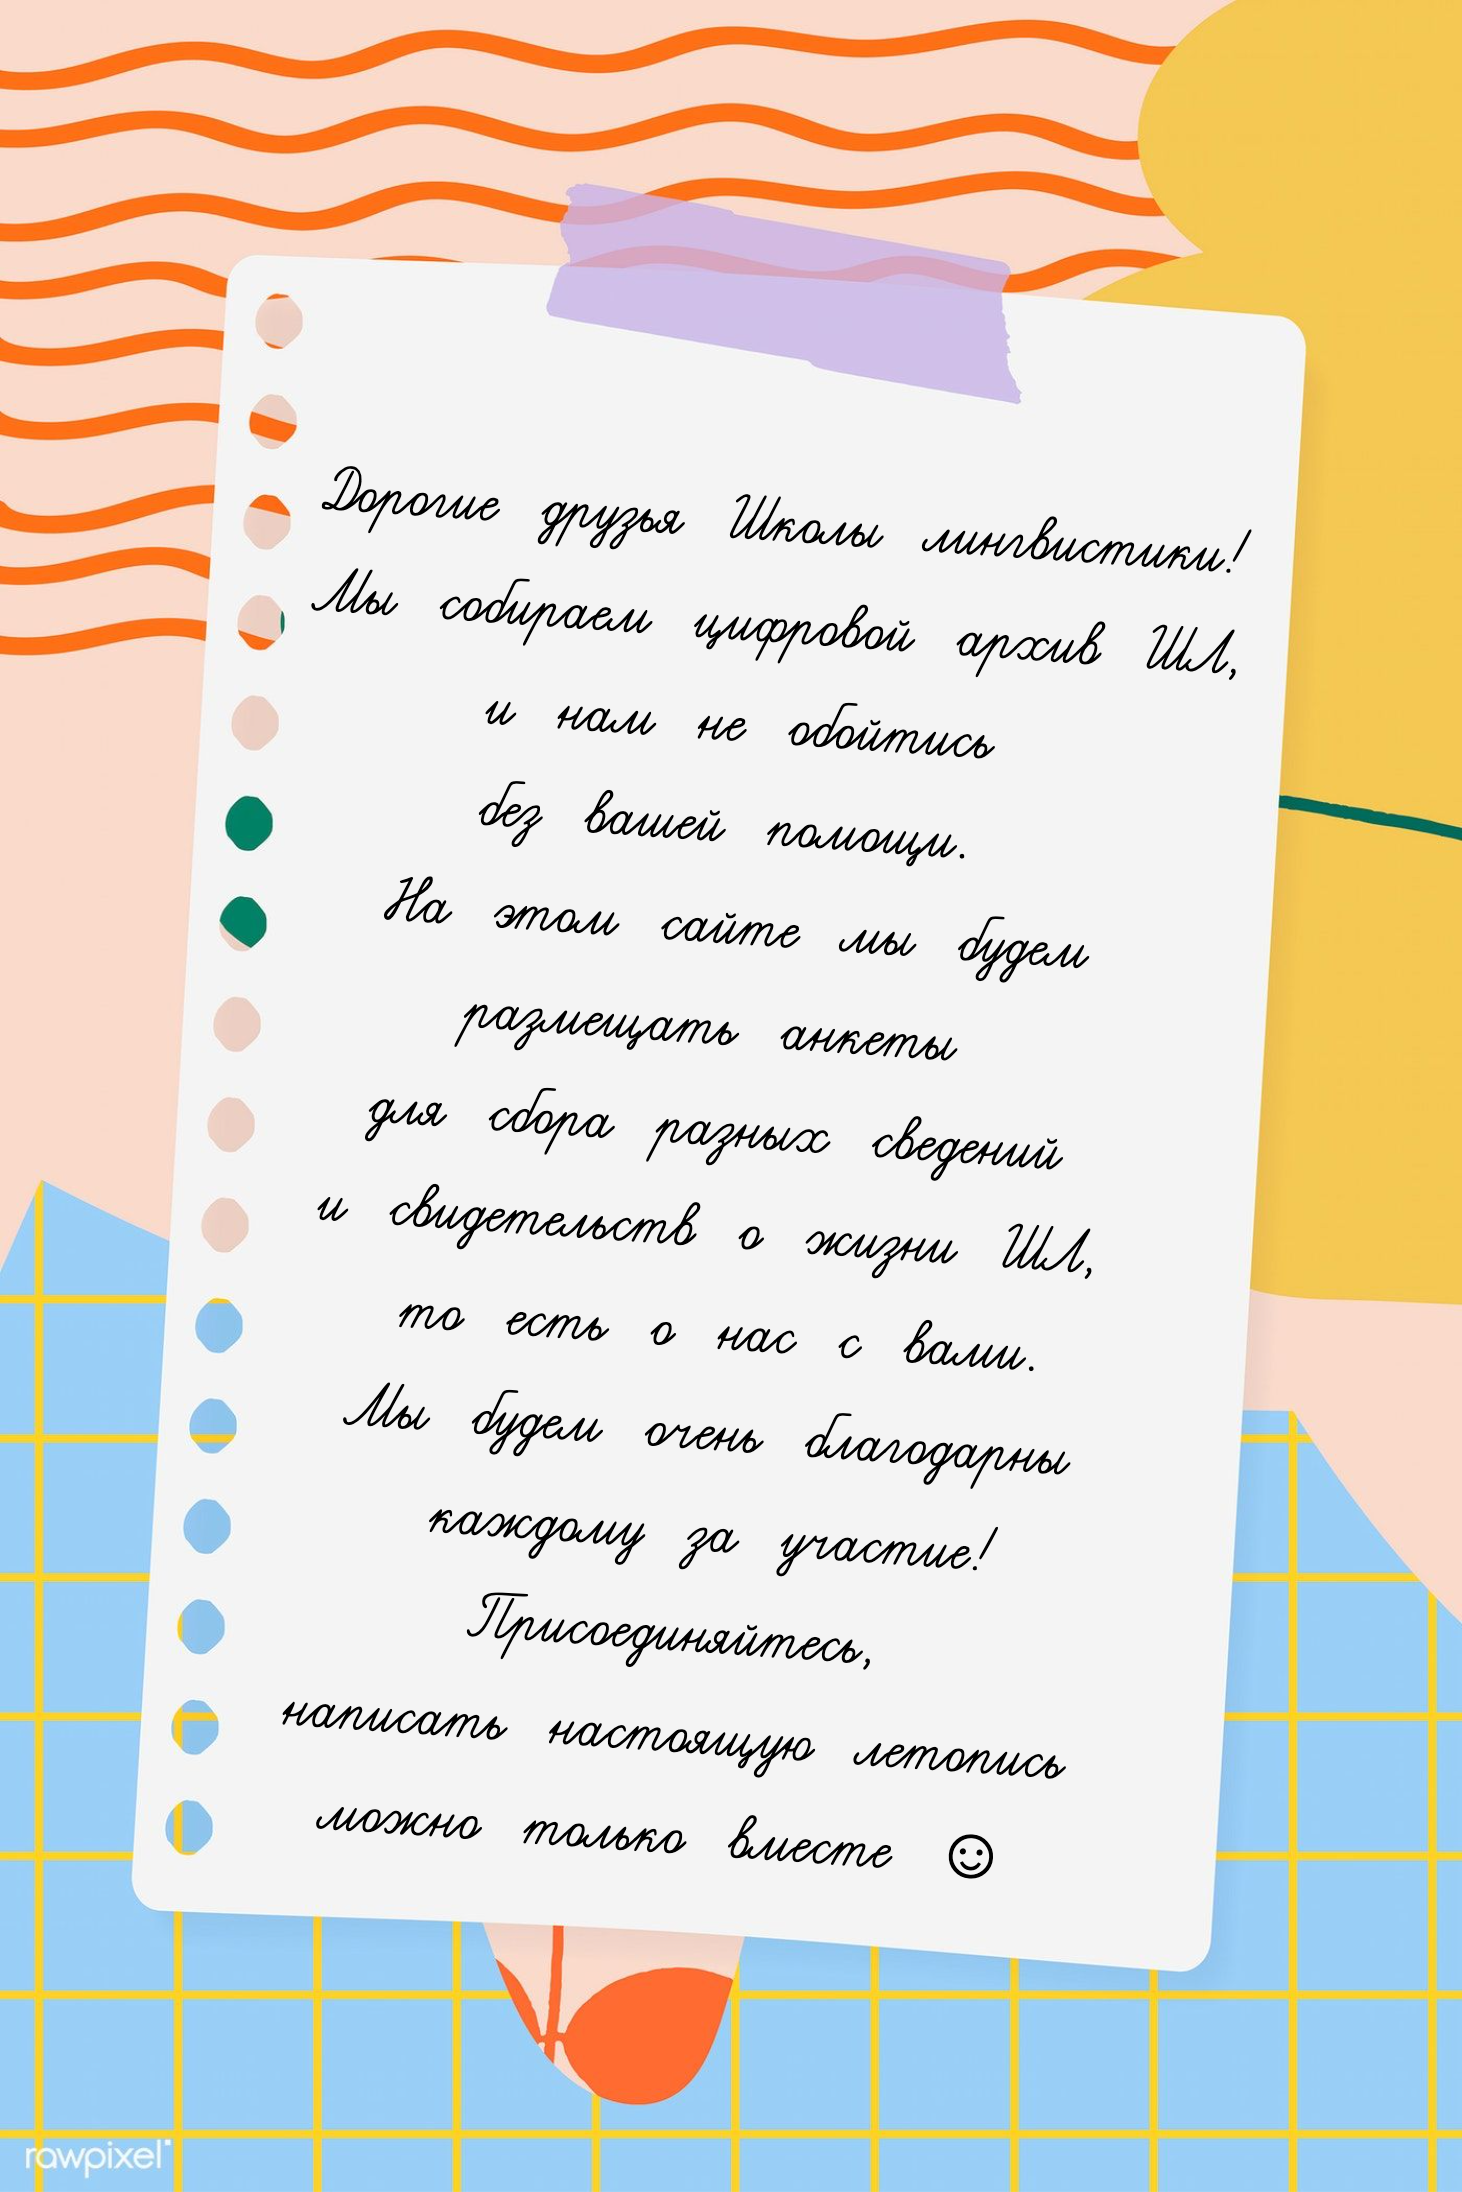 Дорогие друзья Школы лингвистики!
Мы собираем цифровой архив ШЛ,
и нам не обойтись
без вашей помощи.
На этом сайте мы будем
размещать анкеты
для сбора разных сведений
и свидетельств о жизни ШЛ,
то есть о нас с вами.
Мы будем очень благодарны
каждому за участие!
Присоединяйтесь,
написать настоящую летопись
можно только вместе ☺
rawpixel